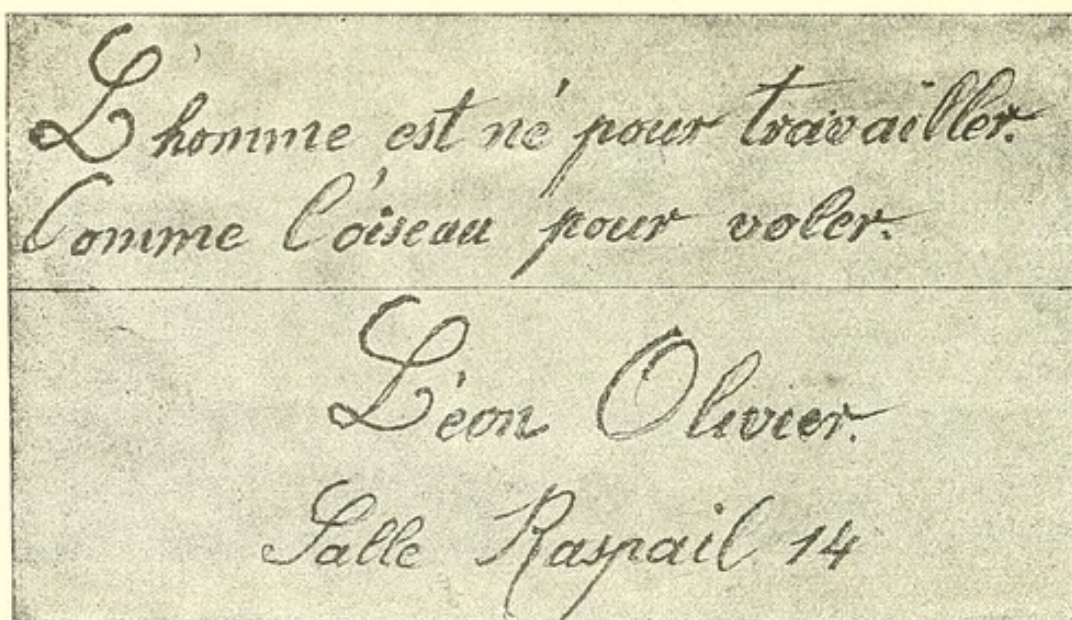 L'homme est né pour travailler.
Comme l'oiseau pour voler.
Léon Olivier.
Salle Raspail 14